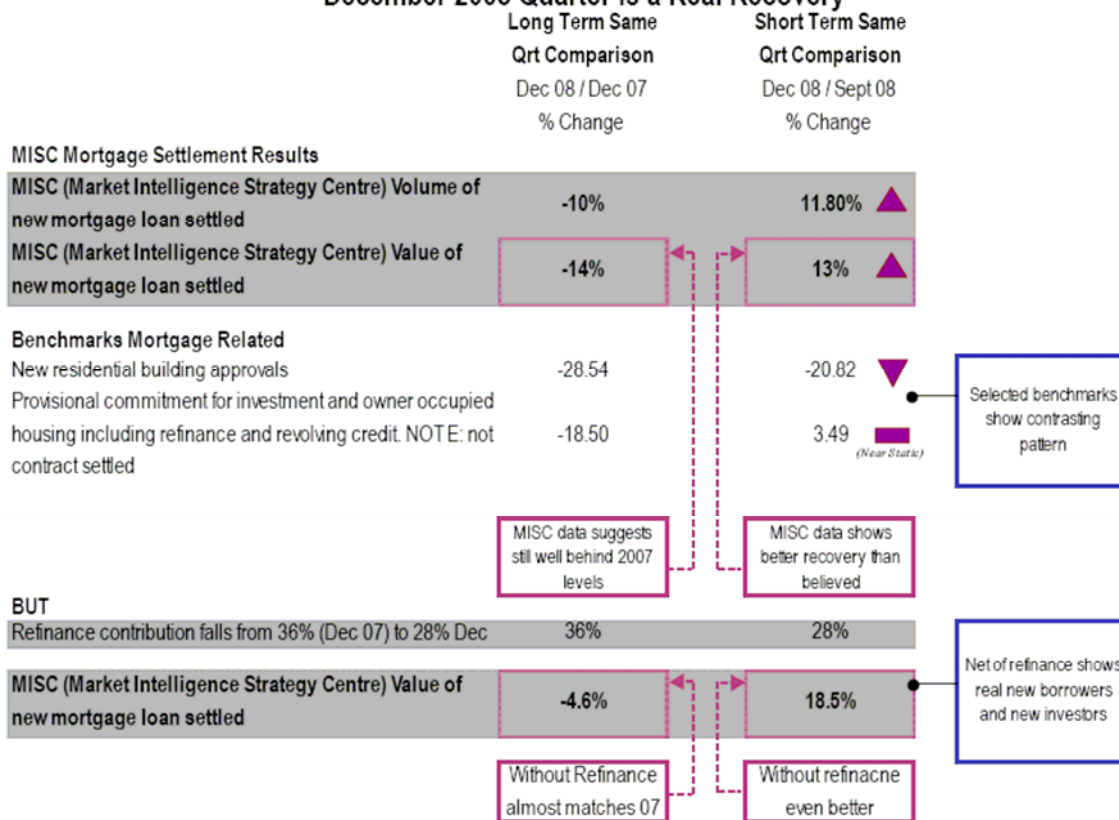 December 2008 Quarter is a Real Recovery
Long Term Same
Qrt Comparison
Dec 08 / Dec 07
% Change
Short Term Same
Qrt Comparison
Dec 08 / Sept 08
% Change
MISC Mortgage Settlement Results
MISC (Market Intelligence Strategy Centre) Volume of
new mortgage loan settled
-10%
11.80%
MISC (Market Intelligence Strategy Centre) Value of
new mortgage loan settled
-14%
13%
Benchmarks Mortgage Related
New residential building approvals
-28.54
-20.82
Provisional commitment for investment and owner occupied
housing including refinance and revolving credit. NOTE: not
contract settled
-18.50
3.49
(Near Static)
Selected benchmarks
show contrasting
pattern
MISC data suggests
still well behind 2007
levels
MISC data shows
better recovery than
believed
BUT
Refinance contribution falls from 36% (Dec 07) to 28% Dec
36%
28%
MISC (Market Intelligence Strategy Centre) Value of
new mortgage loan settled
-4.6%
18.5%
Net of refinance shows
real new borrowers
and new investors
Without Refinance
almost matches 07
Without refinacne
even better